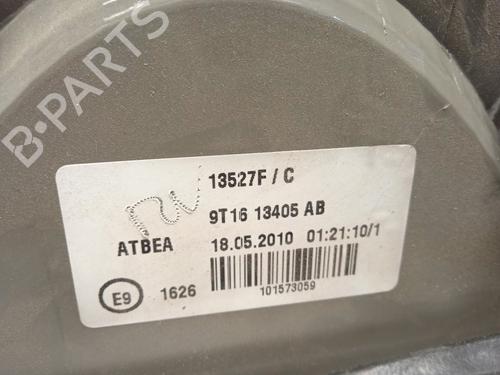 B-PARTS
13527F / C
9T16 13405 AB
ATBEA 18.05.2010 01:21:10/1
E9 1626
101573059